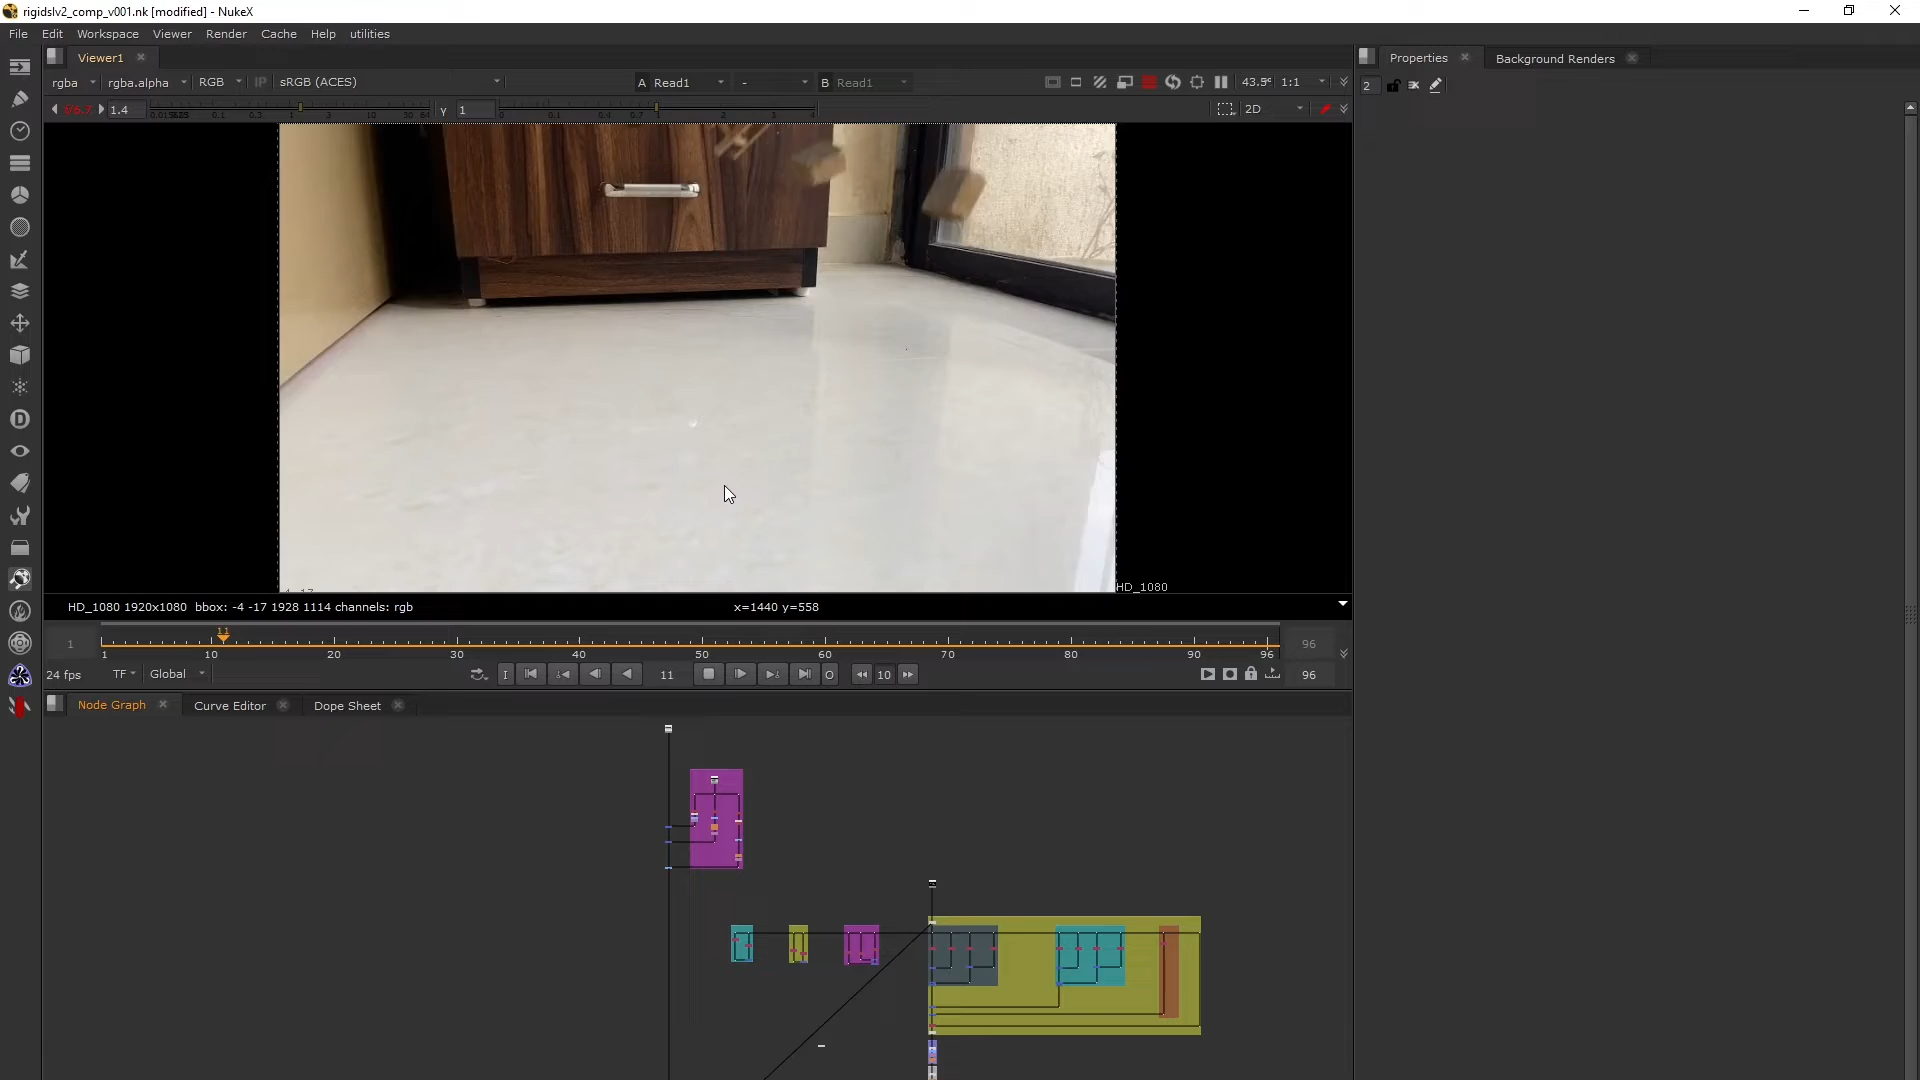 rigidslv2_comp_v001.nk [modified] - NukeX
File Edit Workspace Viewer Render Cache Help utilities
Viewer1
rgba rgba.alpha RGB IP sRGB (ACES) A Read1 - B Read1 1:1
1.4 y 1 2D
Properties Background Renders
2
HD_1080
HD_1080 1920x1080 bbox: -4 -17 1928 1114 channels: rgb x=1440 y=558
1 11 96
1 10 20 30 40 50 60 70 80 90 96
24 fps TF Global I 11 O 10 96
Node Graph Curve Editor Dope Sheet